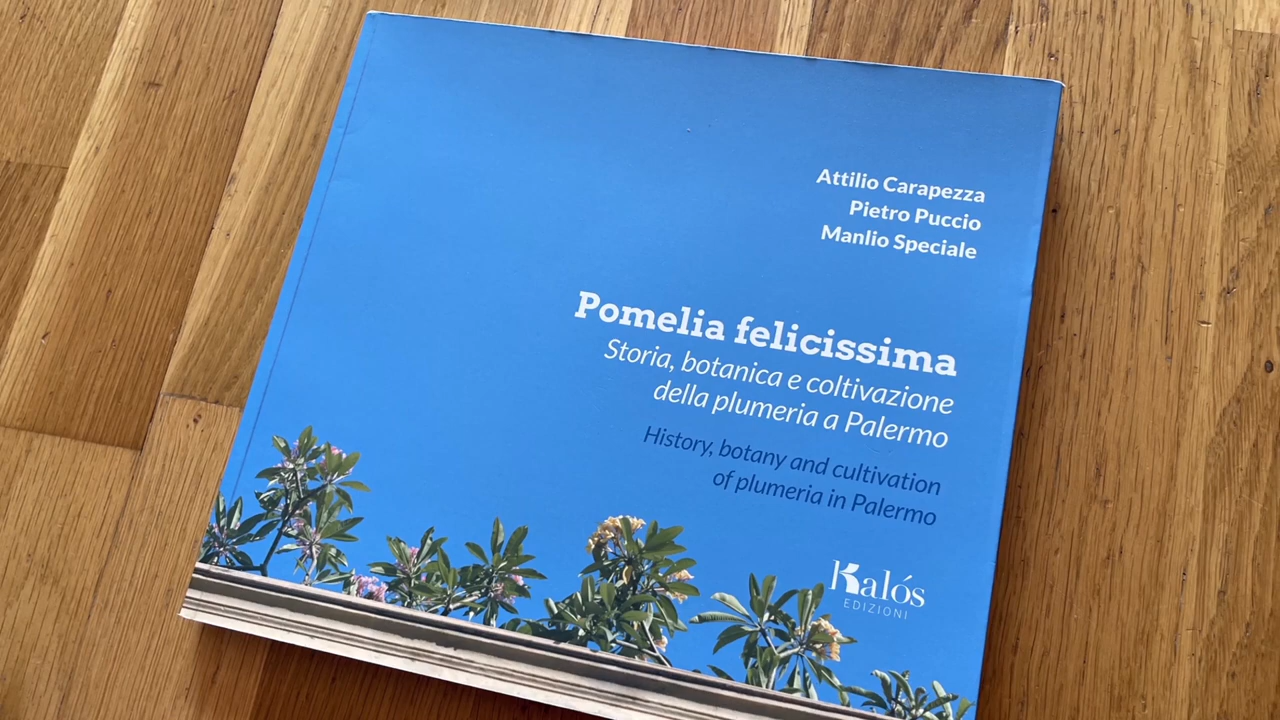 Attilio Carapezza
Pietro Puccio
Manlio Speciale
Pomelia felicissima
Storia, botanica e coltivazione
della plumeria a Palermo
History, botany and cultivation
of plumeria in Palermo
Kalós
EDIZIONI